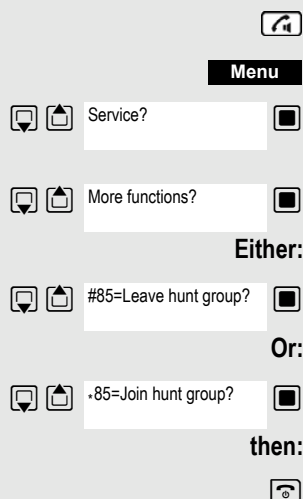 Menu
Service?
More functions?
Either:
#85=Leave hunt group?
Or:
*85=Join hunt group?
then: